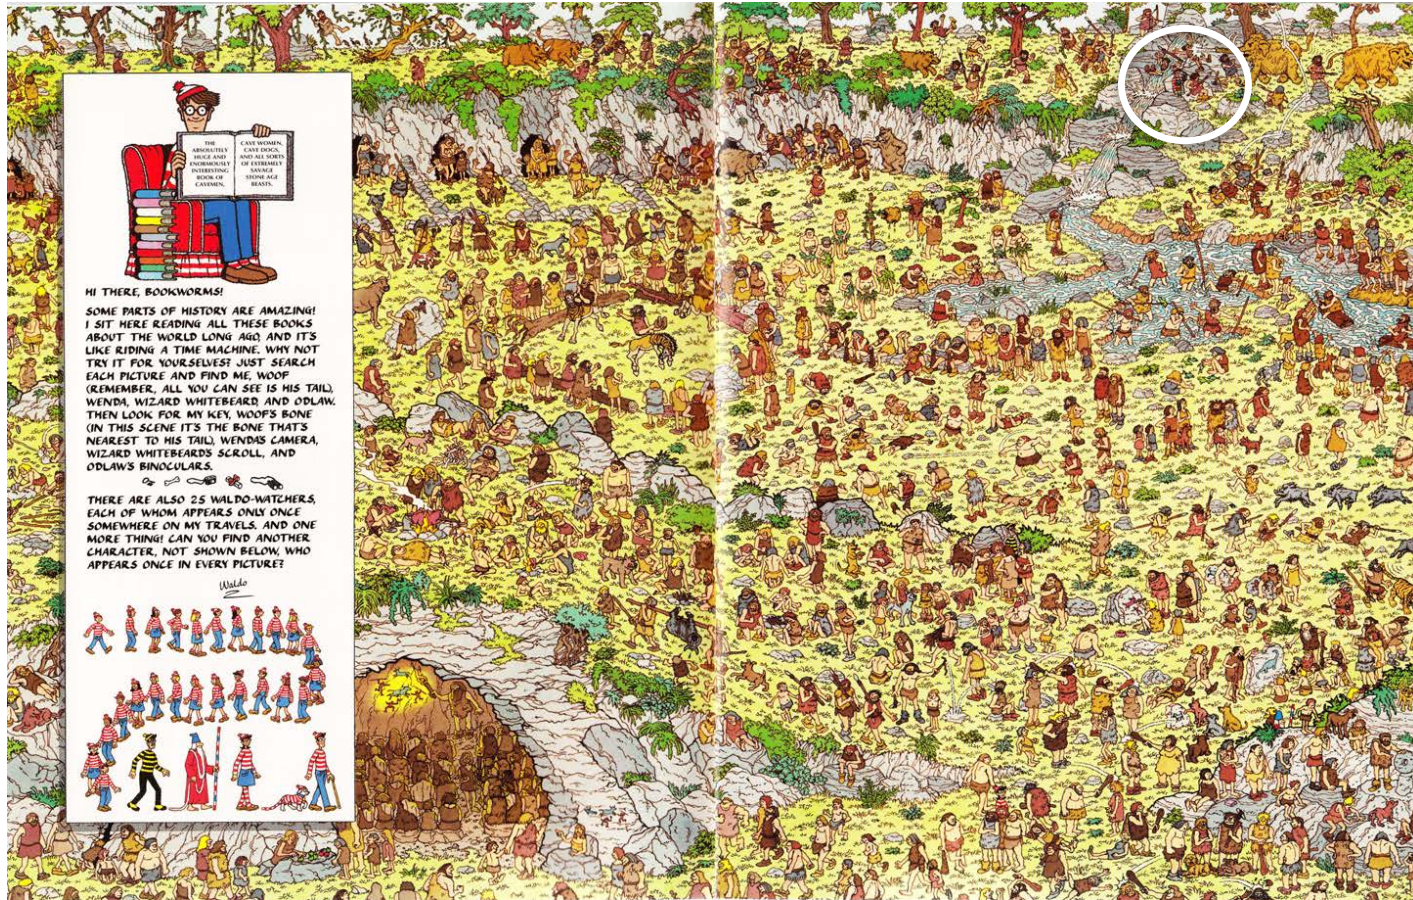 THE
ABSOLUTELY
HUGE AND
ENORMOUSLY
INTERESTING
BOOK OF
CAVEMEN,
CAVE WOMEN,
CAVE DOGS,
AND ALL SORTS
OF EXTREMELY
SAVAGE
STONE AGE
BEASTS.
HI THERE, BOOKWORMS!
SOME PARTS OF HISTORY ARE AMAZING!
I SIT HERE READING ALL THESE BOOKS
ABOUT THE WORLD LONG AGO, AND IT'S
LIKE RIDING A TIME MACHINE. WHY NOT
TRY IT FOR YOURSELVES? JUST SEARCH
EACH PICTURE AND FIND ME, WOOF
(REMEMBER, ALL YOU CAN SEE IS HIS TAIL),
WENDA, WIZARD WHITEBEARD, AND ODLAW.
THEN LOOK FOR MY KEY, WOOF'S BONE
(IN THIS SCENE IT'S THE BONE THAT'S
NEAREST TO HIS TAIL), WENDA'S CAMERA,
WIZARD WHITEBEARD'S SCROLL, AND
ODLAW'S BINOCULARS.
THERE ARE ALSO 25 WALDO-WATCHERS,
EACH OF WHOM APPEARS ONLY ONCE
SOMEWHERE ON MY TRAVELS. AND ONE
MORE THING! CAN YOU FIND ANOTHER
CHARACTER, NOT SHOWN BELOW, WHO
APPEARS ONCE IN EVERY PICTURE?
Waldo